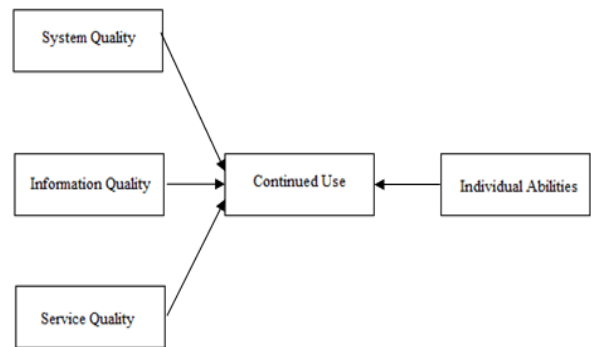 System Quality
Information Quality
Continued Use
Individual Abilities
Service Quality